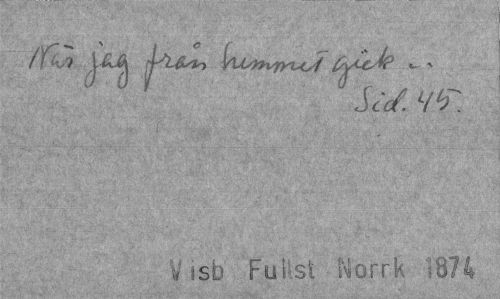 När jag från hemmet gick ..
Sid. 45.
Visb Fullst Norrk 1874